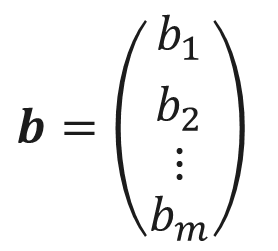 𝒃 = (b₁
b₂
⋮
bₘ)